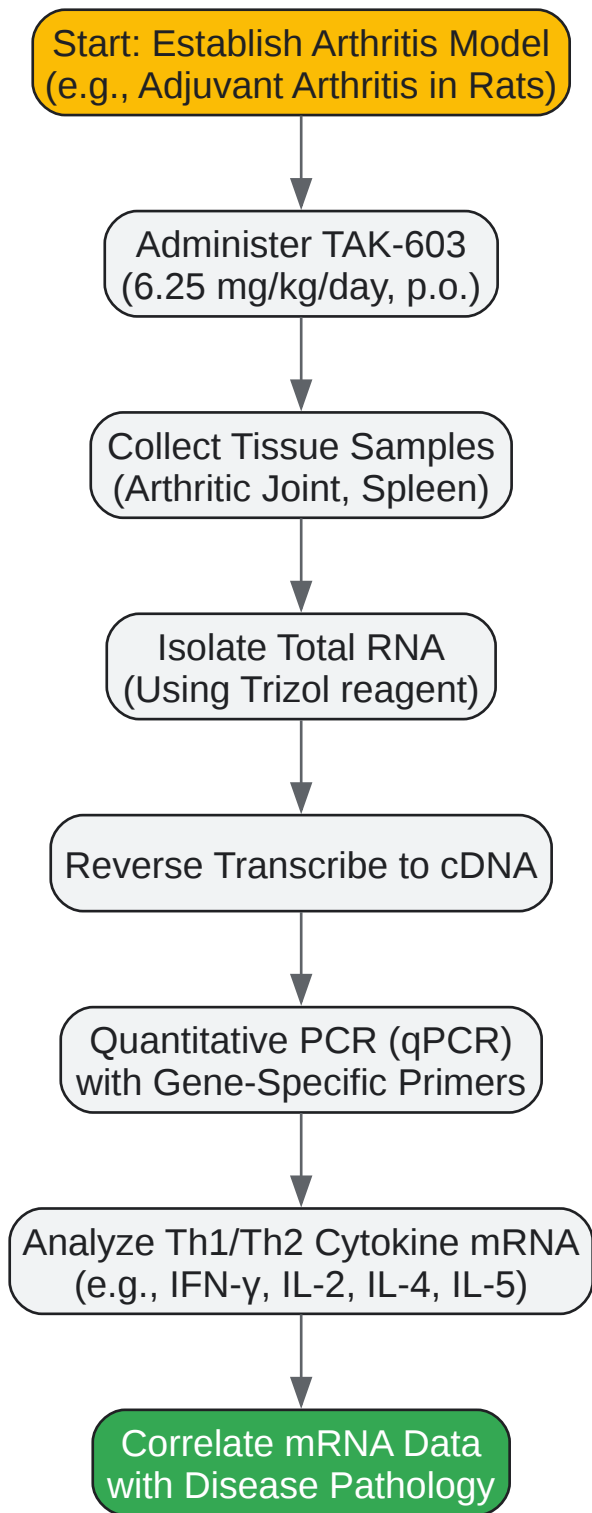 Start: Establish Arthritis Model
(e.g., Adjuvant Arthritis in Rats)
Administer TAK-603
(6.25 mg/kg/day, p.o.)
Collect Tissue Samples
(Arthritic Joint, Spleen)
Isolate Total RNA
(Using Trizol reagent)
Reverse Transcribe to cDNA
Quantitative PCR (qPCR)
with Gene-Specific Primers
Analyze Th1/Th2 Cytokine mRNA
(e.g., IFN-γ, IL-2, IL-4, IL-5)
Correlate mRNA Data
with Disease Pathology